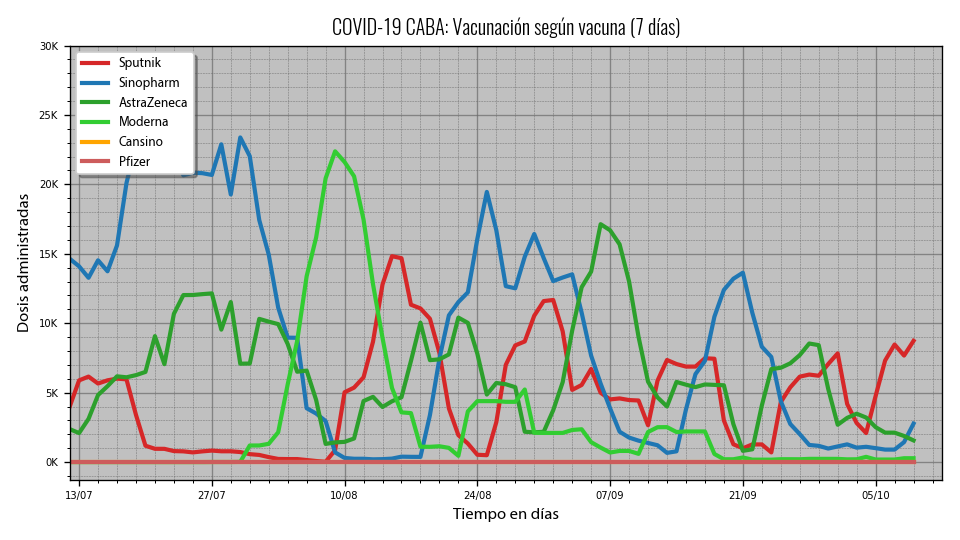 COVID-19 CABA: Vacunación según vacuna (7 días)
30K
25K
20K
15K
10K
5K
0K
Dosis administradas
Sputnik
Sinopharm
AstraZeneca
Moderna
Cansino
Pfizer
13/07 27/07 10/08 24/08 07/09 21/09 05/10
Tiempo en días